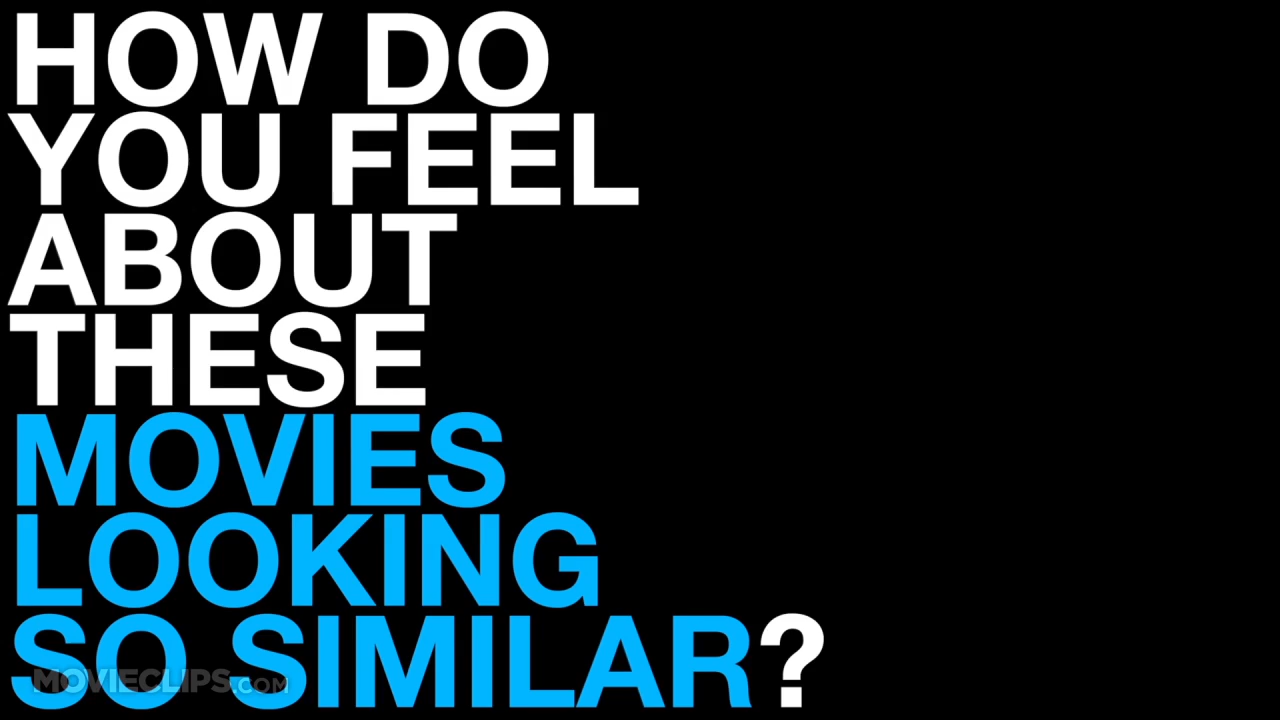 HOW DO
YOU FEEL
ABOUT
THESE
MOVIES
LOOKING
SO SIMILAR?
MOVIECLIPS.COM